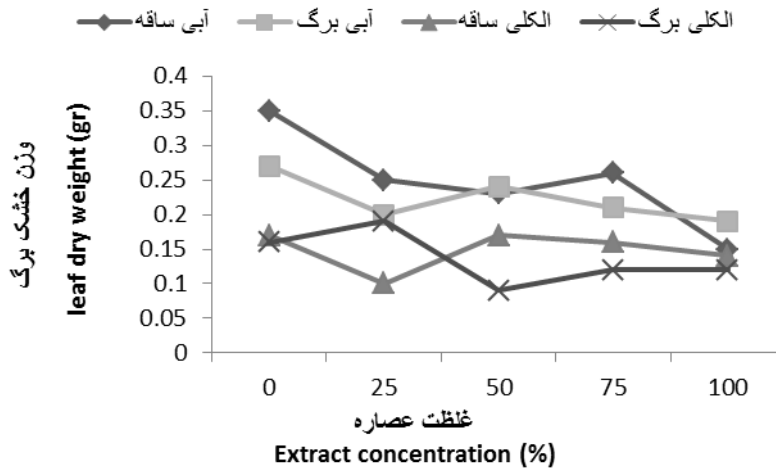 آبی ساقه آبی برگ الکلی ساقه الکلی برگ
وزن خشک برگ
leaf dry weight (gr)
0.4
0.35
0.3
0.25
0.2
0.15
0.1
0.05
0
0 25 50 75 100
غلظت عصاره
Extract concentration (%)